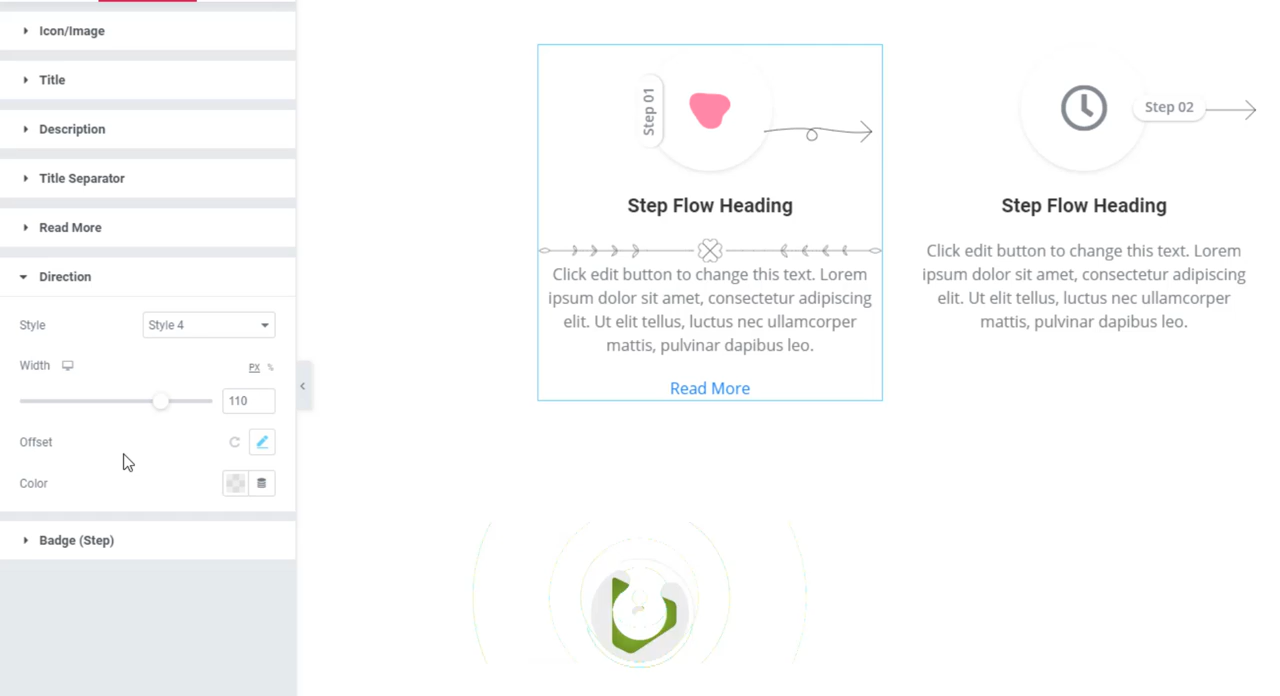 Icon/Image
Title
Description
Title Separator
Read More
Direction
Style
Style 4
Width
PX %
110
Offset
Color
Badge (Step)
Step 01
Step Flow Heading
Click edit button to change this text. Lorem
ipsum dolor sit amet, consectetur adipiscing
elit. Ut elit tellus, luctus nec ullamcorper
mattis, pulvinar dapibus leo.
Read More
Step 02
Step Flow Heading
Click edit button to change this text. Lorem
ipsum dolor sit amet, consectetur adipiscing
elit. Ut elit tellus, luctus nec ullamcorper
mattis, pulvinar dapibus leo.